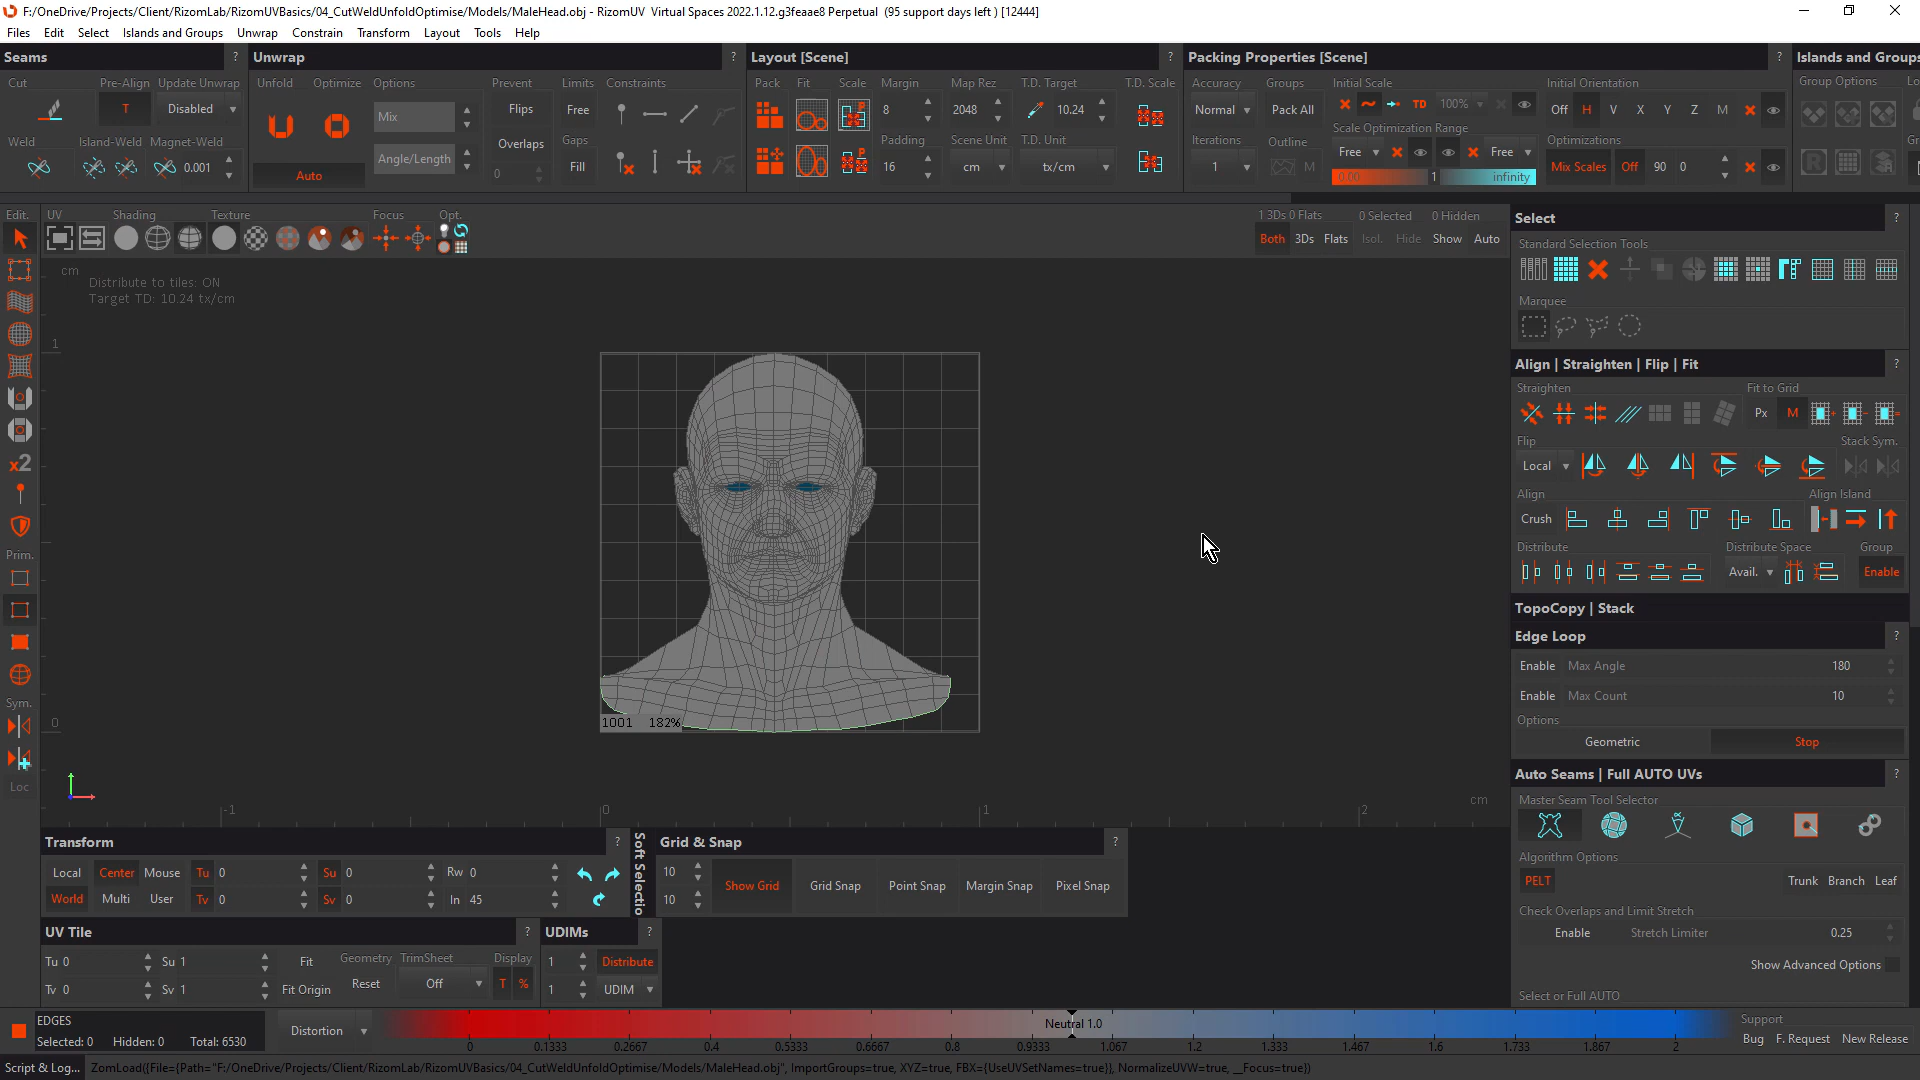 F:/OneDrive/Projects/Client/RizomLab/RizomUVBasics/04_CutWeldUnfoldOptimise/Models/MaleHead.obj - RizomUV Virtual Spaces 2022.1.12.g3feaae8 Perpetual (95 support days left ) [12444]
Files Edit Select Islands and Groups Unwrap Constrain Transform Layout Tools Help
Seams ? Unwrap ? Layout [Scene] ? Packing Properties [Scene] ? Islands and Groups
Cut Pre-Align Update Unwrap Unfold Optimize Options Prevent Limits Constraints Pack Fit Scale Margin Map Rez T.D. Target T.D. Scale Accuracy Groups Initial Scale Initial Orientation Group Options
T Disabled Mix Flips Free 8 2048 10.24 Normal Pack All TD 100% Off H V X Y Z M
Weld Island-Weld Magnet-Weld Angle/Length Overlaps Gaps Padding Scene Unit T.D. Unit Iterations Outline Scale Optimization Range Optimizations
0.001 Auto 0 Fill 16 cm tx/cm 1 M Free Free Mix Scales Off 90 0
0.00 1 infinity
Edit. UV Shading Texture Focus Opt. 1 3Ds 0 Flats 0 Selected 0 Hidden
Both 3Ds Flats Isol. Hide Show Auto
Select ?
Standard Selection Tools
Marquee
cm
Distribute to tiles: ON
Target TD: 10.24 tx/cm
1
0
1001 182%
-1 0 1 2 cm
x2
Prim.
Sym.
Loc
Align | Straighten | Flip | Fit ?
Straighten Fit to Grid
Px M
Flip Stack Sym.
Local
Align Align Island
Crush
Distribute Distribute Space Group
Avail. Enable
TopoCopy | Stack
Edge Loop ?
Enable Max Angle 180
Enable Max Count 10
Options
Geometric Stop
Auto Seams | Full AUTO UVs ?
Master Seam Tool Selector
Algorithm Options
PELT Trunk Branch Leaf
Check Overlaps and Limit Stretch
Enable Stretch Limiter 0.25
Show Advanced Options
Select or Full AUTO
Transform ? Soft Selectio Grid & Snap ?
Local Center Mouse Tu 0 Su 0 Rw 0 10
World Multi User Tv 0 Sv 0 In 45 10
Show Grid Grid Snap Point Snap Margin Snap Pixel Snap
UV Tile ? UDIMs ?
Tu 0 Su 1 Fit Geometry TrimSheet Display 1 Distribute
Tv 0 Sv 1 Fit Origin Reset Off T % 1 UDIM
EDGES
Selected: 0 Hidden: 0 Total: 6530
Distortion
Neutral 1.0
0 0.1333 0.2667 0.4 0.5333 0.6667 0.8 0.9333 1.067 1.2 1.333 1.467 1.6 1.733 1.867 2
Support
Bug F. Request New Release
Script & Log... ZomLoad({File={Path="F:/OneDrive/Projects/Client/RizomLab/RizomUVBasics/04_CutWeldUnfoldOptimise/Models/MaleHead.obj", ImportGroups=true, XYZ=true, FBX={UseUVSetNames=true}}, NormalizeUVW=true, __Focus=true})